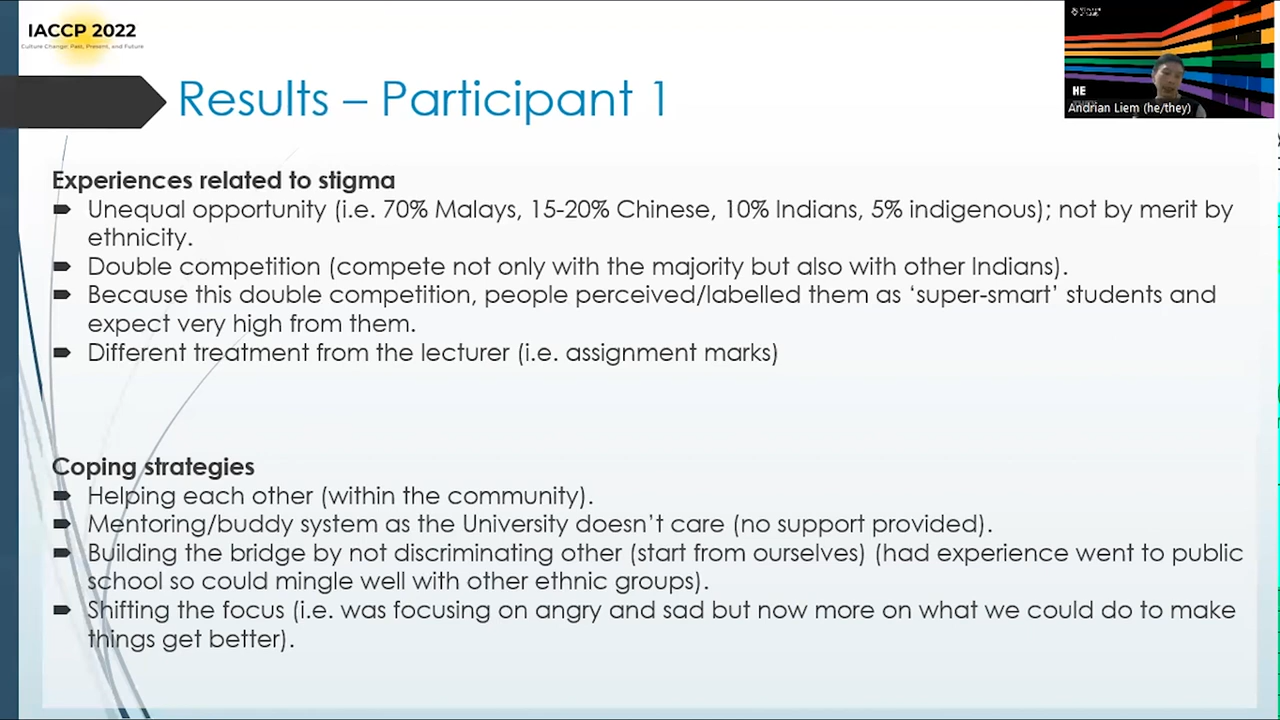 IACCP 2022
Culture Change: Past, Present, and Future
HE
Andrian Liem (he/they)
Results – Participant 1
Experiences related to stigma
Unequal opportunity (i.e. 70% Malays, 15-20% Chinese, 10% Indians, 5% indigenous); not by merit by
ethnicity.
Double competition (compete not only with the majority but also with other Indians).
Because this double competition, people perceived/labelled them as ‘super-smart’ students and
expect very high from them.
Different treatment from the lecturer (i.e. assignment marks)
Coping strategies
Helping each other (within the community).
Mentoring/buddy system as the University doesn’t care (no support provided).
Building the bridge by not discriminating other (start from ourselves) (had experience went to public
school so could mingle well with other ethnic groups).
Shifting the focus (i.e. was focusing on angry and sad but now more on what we could do to make
things get better).